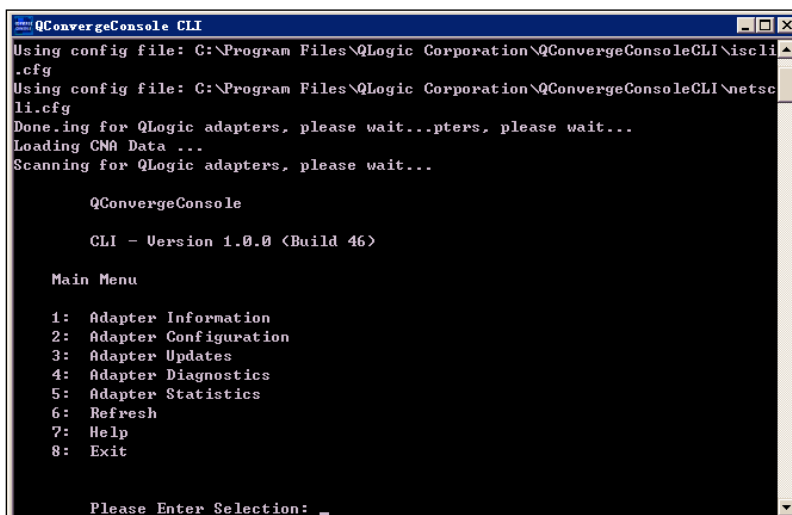 QConvergeConsole CLI
Using config file: C:\Program Files\QLogic Corporation\QConvergeConsoleCLI\iscli
.cfg
Using config file: C:\Program Files\QLogic Corporation\QConvergeConsoleCLI\netsc
li.cfg
Done.ing for QLogic adapters, please wait...pters, please wait...
Loading CNA Data ...
Scanning for QLogic adapters, please wait...
QConvergeConsole
CLI - Version 1.0.0 (Build 46)
Main Menu
1: Adapter Information
2: Adapter Configuration
3: Adapter Updates
4: Adapter Diagnostics
5: Adapter Statistics
6: Refresh
7: Help
8: Exit
Please Enter Selection: _